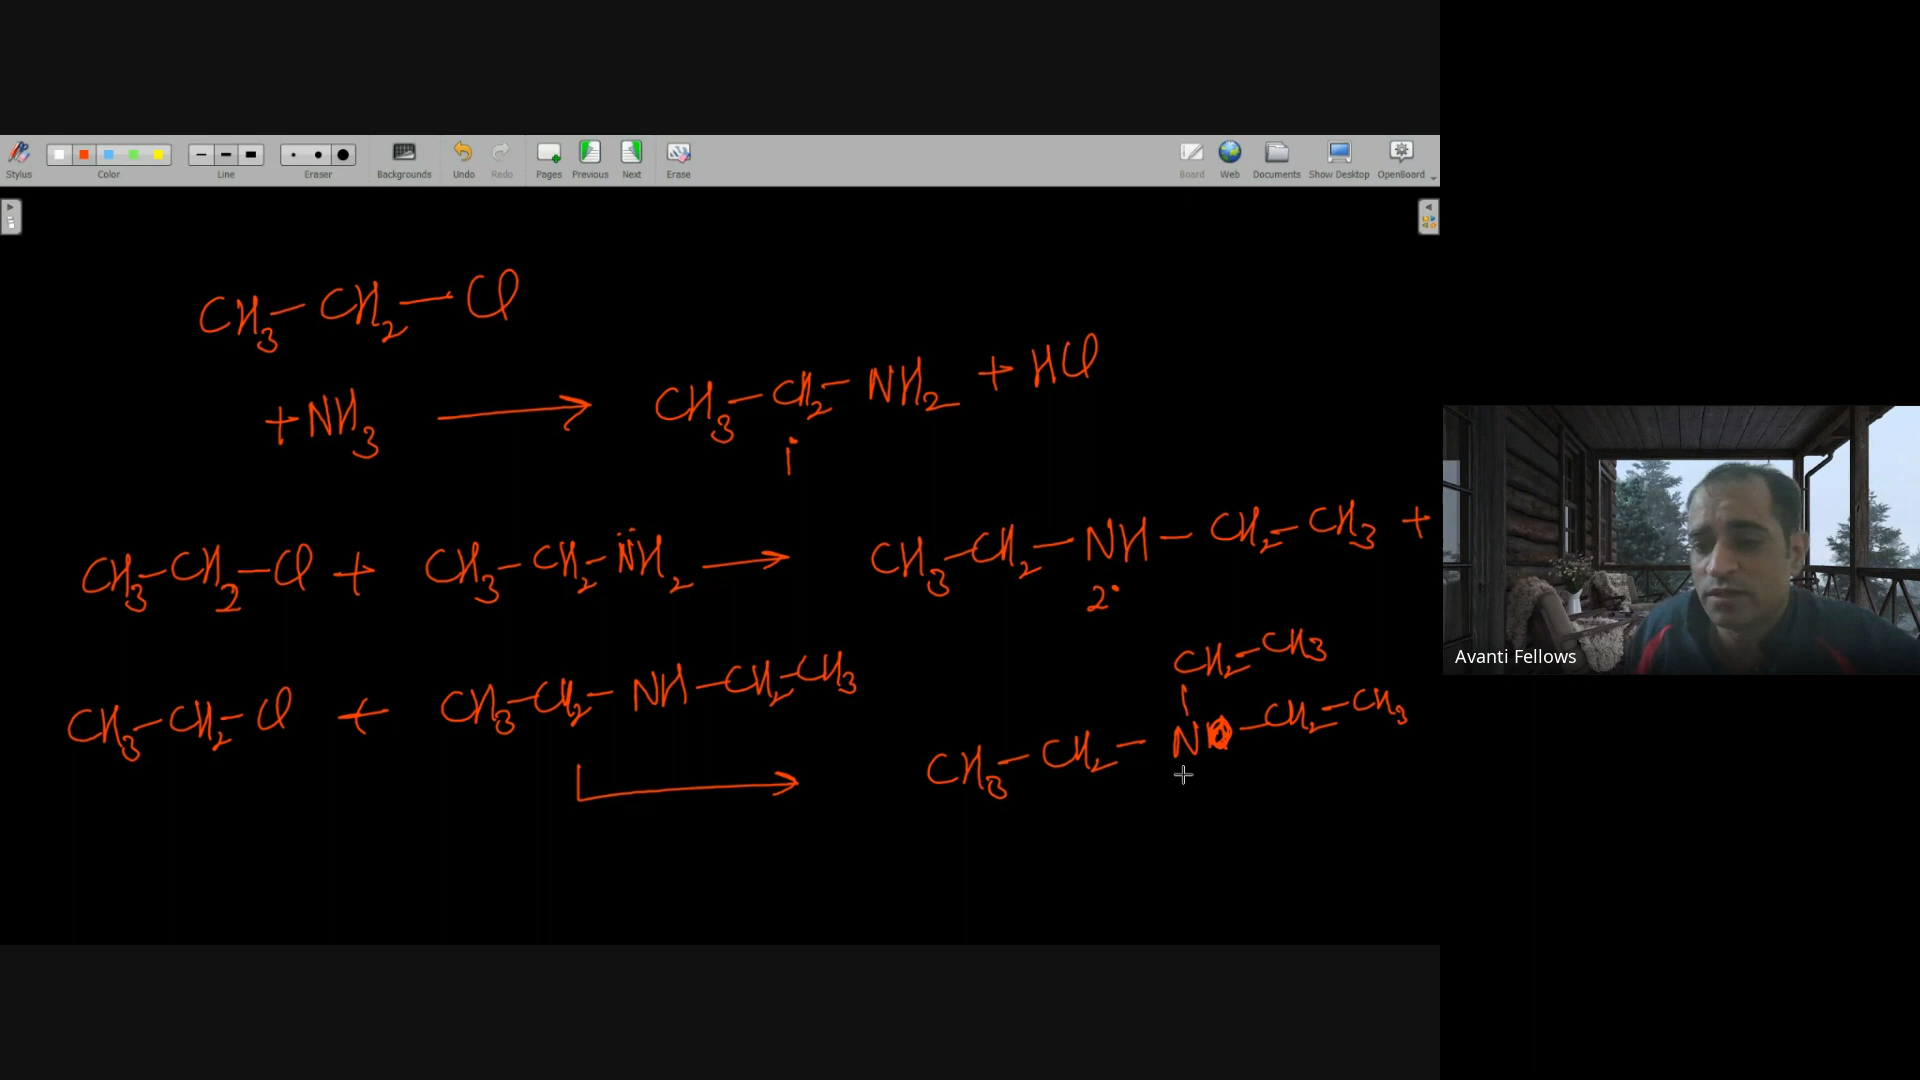 Stylus Color Line Eraser Backgrounds Undo Redo Pages Previous Next Erase Board Web Documents Show Desktop OpenBoard
CH3-CH2-Cl
+NH3 → CH3-CH2-NH2 + HCl
1°
CH3-CH2-Cl + CH3-CH2-N̈H2 → CH3-CH2-NH-CH2-CH3 +
2°
CH2-CH3
CH3-CH2-Cl + CH3-CH2-NH-CH2-CH3
→ CH3-CH2-N-CH2-CH3
Avanti Fellows